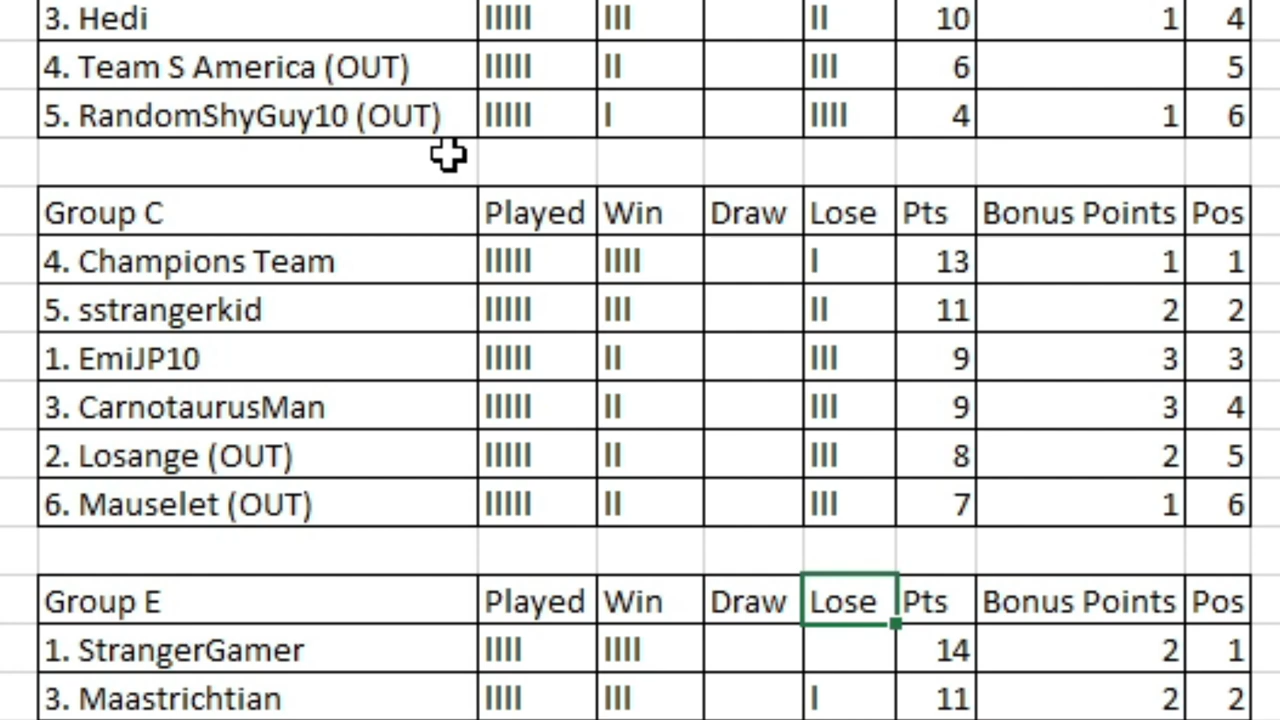 3. Hedi IIIII III II 10 1 4
4. Team S America (OUT) IIIII II III 6 5
5. RandomShyGuy10 (OUT) IIIII I IIII 4 1 6
Group C Played Win Draw Lose Pts Bonus Points Pos
4. Champions Team IIIII IIII I 13 1 1
5. sstrangerkid IIIII III II 11 2 2
1. EmiJP10 IIIII II III 9 3 3
3. CarnotaurusMan IIIII II III 9 3 4
2. Losange (OUT) IIIII II III 8 2 5
6. Mauselet (OUT) IIIII II III 7 1 6
Group E Played Win Draw Lose Pts Bonus Points Pos
1. StrangerGamer IIII IIII 14 2 1
3. Maastrichtian IIII III I 11 2 2